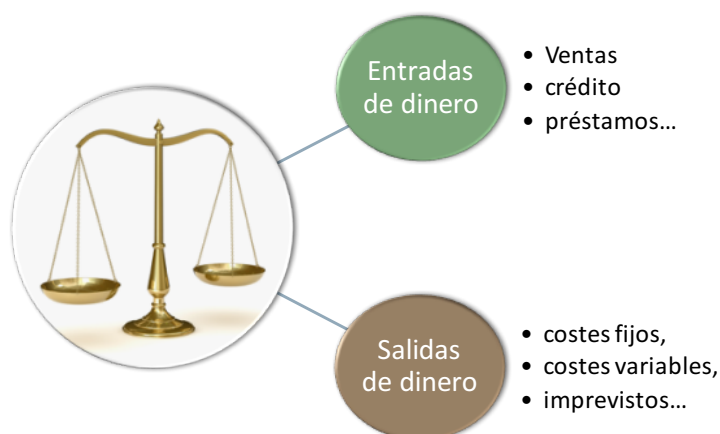 Entradas
de dinero
• Ventas
• crédito
• préstamos…
Salidas
de dinero
• costes fijos,
• costes variables,
• imprevistos…